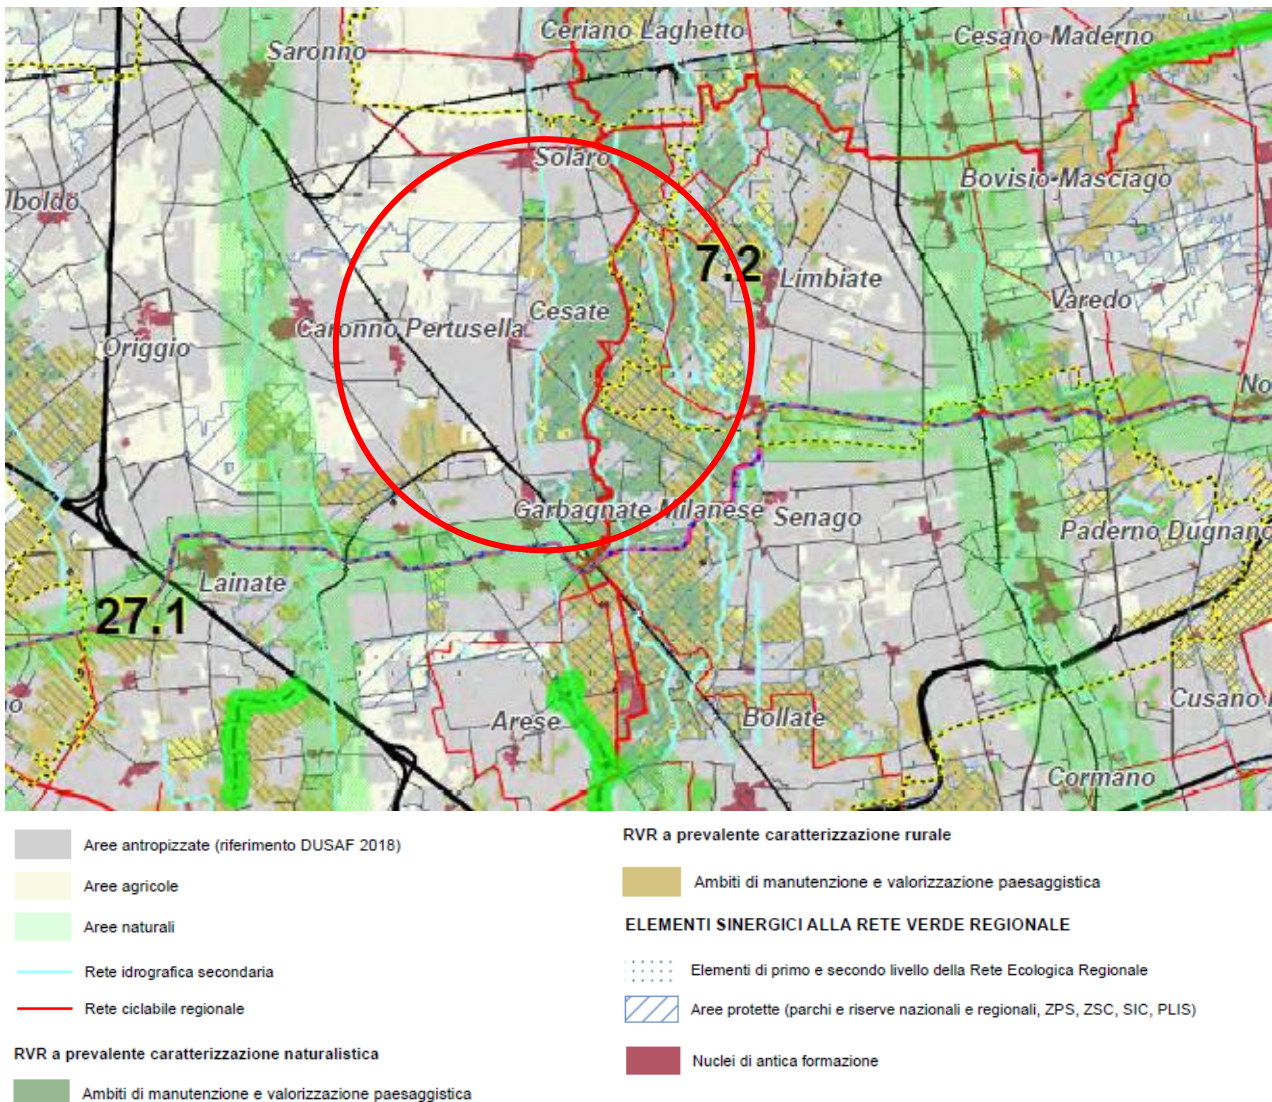 Ceriano Laghetto
Cesano Maderno
Saronno
Solaro
Bovisio-Masciago
Uboldo
7.2
Limbiate
Varedo
Cesate
Caronno Pertusella
Origgio
No
Garbagnate Milanese
Senago
Paderno Dugnano
Lainate
27.1
no
Cusano
Arese
Bollate
Cormano
Aree antropizzate (riferimento DUSAF 2018)
Aree agricole
Aree naturali
Rete idrografica secondaria
Rete ciclabile regionale
RVR a prevalente caratterizzazione naturalistica
Ambiti di manutenzione e valorizzazione paesaggistica
RVR a prevalente caratterizzazione rurale
Ambiti di manutenzione e valorizzazione paesaggistica
ELEMENTI SINERGICI ALLA RETE VERDE REGIONALE
Elementi di primo e secondo livello della Rete Ecologica Regionale
Aree protette (parchi e riserve nazionali e regionali, ZPS, ZSC, SIC, PLIS)
Nuclei di antica formazione